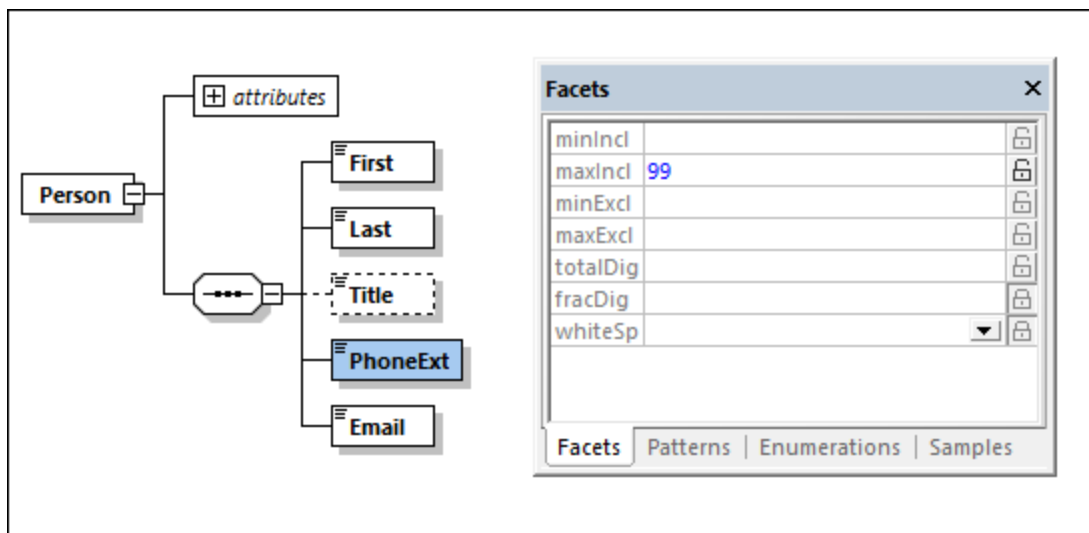 attributes
Person
First
Last
Title
PhoneExt
Email
Facets
minIncl
maxIncl 99
minExcl
maxExcl
totalDig
fracDig
whiteSp
Facets Patterns | Enumerations | Samples